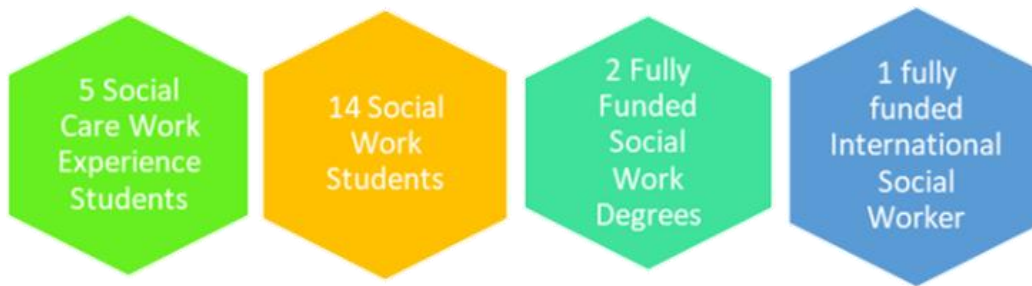 5 Social
Care Work
Experience
Students
14 Social
Work
Students
2 Fully
Funded
Social
Work
Degrees
1 fully
funded
International
Social
Worker